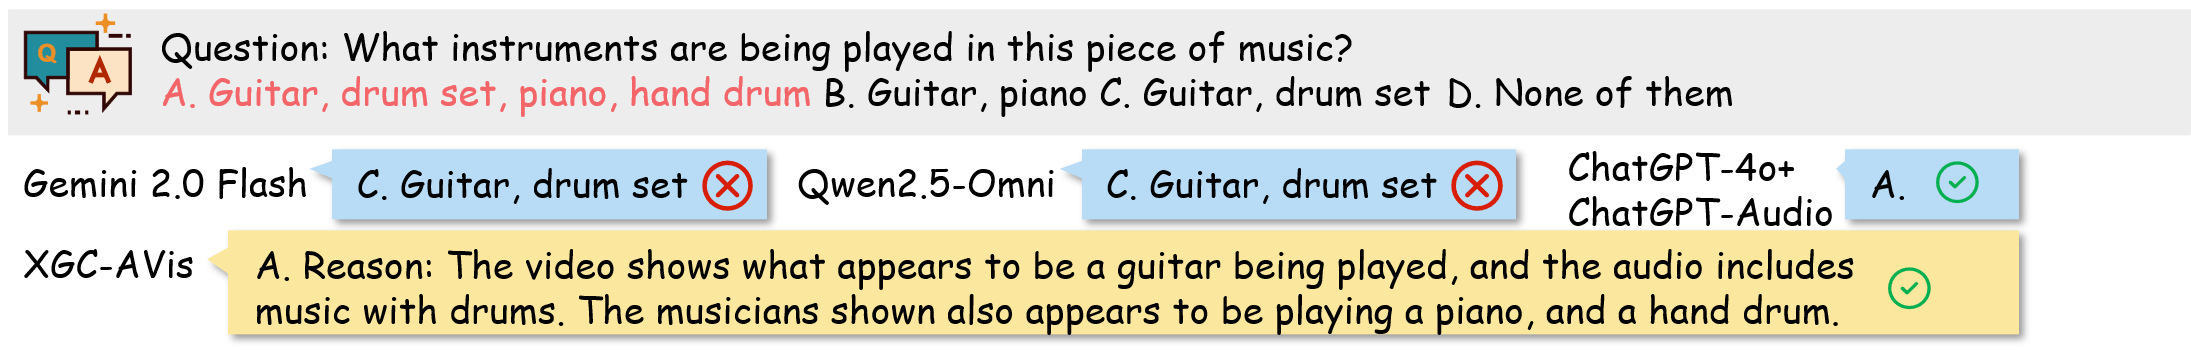 Q A
Question: What instruments are being played in this piece of music?
A. Guitar, drum set, piano, hand drum B. Guitar, piano C. Guitar, drum set D. None of them
Gemini 2.0 Flash
C. Guitar, drum set
Qwen2.5-Omni
C. Guitar, drum set
ChatGPT-4o+
ChatGPT-Audio
A.
XGC-AVis
A. Reason: The video shows what appears to be a guitar being played, and the audio includes
music with drums. The musicians shown also appears to be playing a piano, and a hand drum.